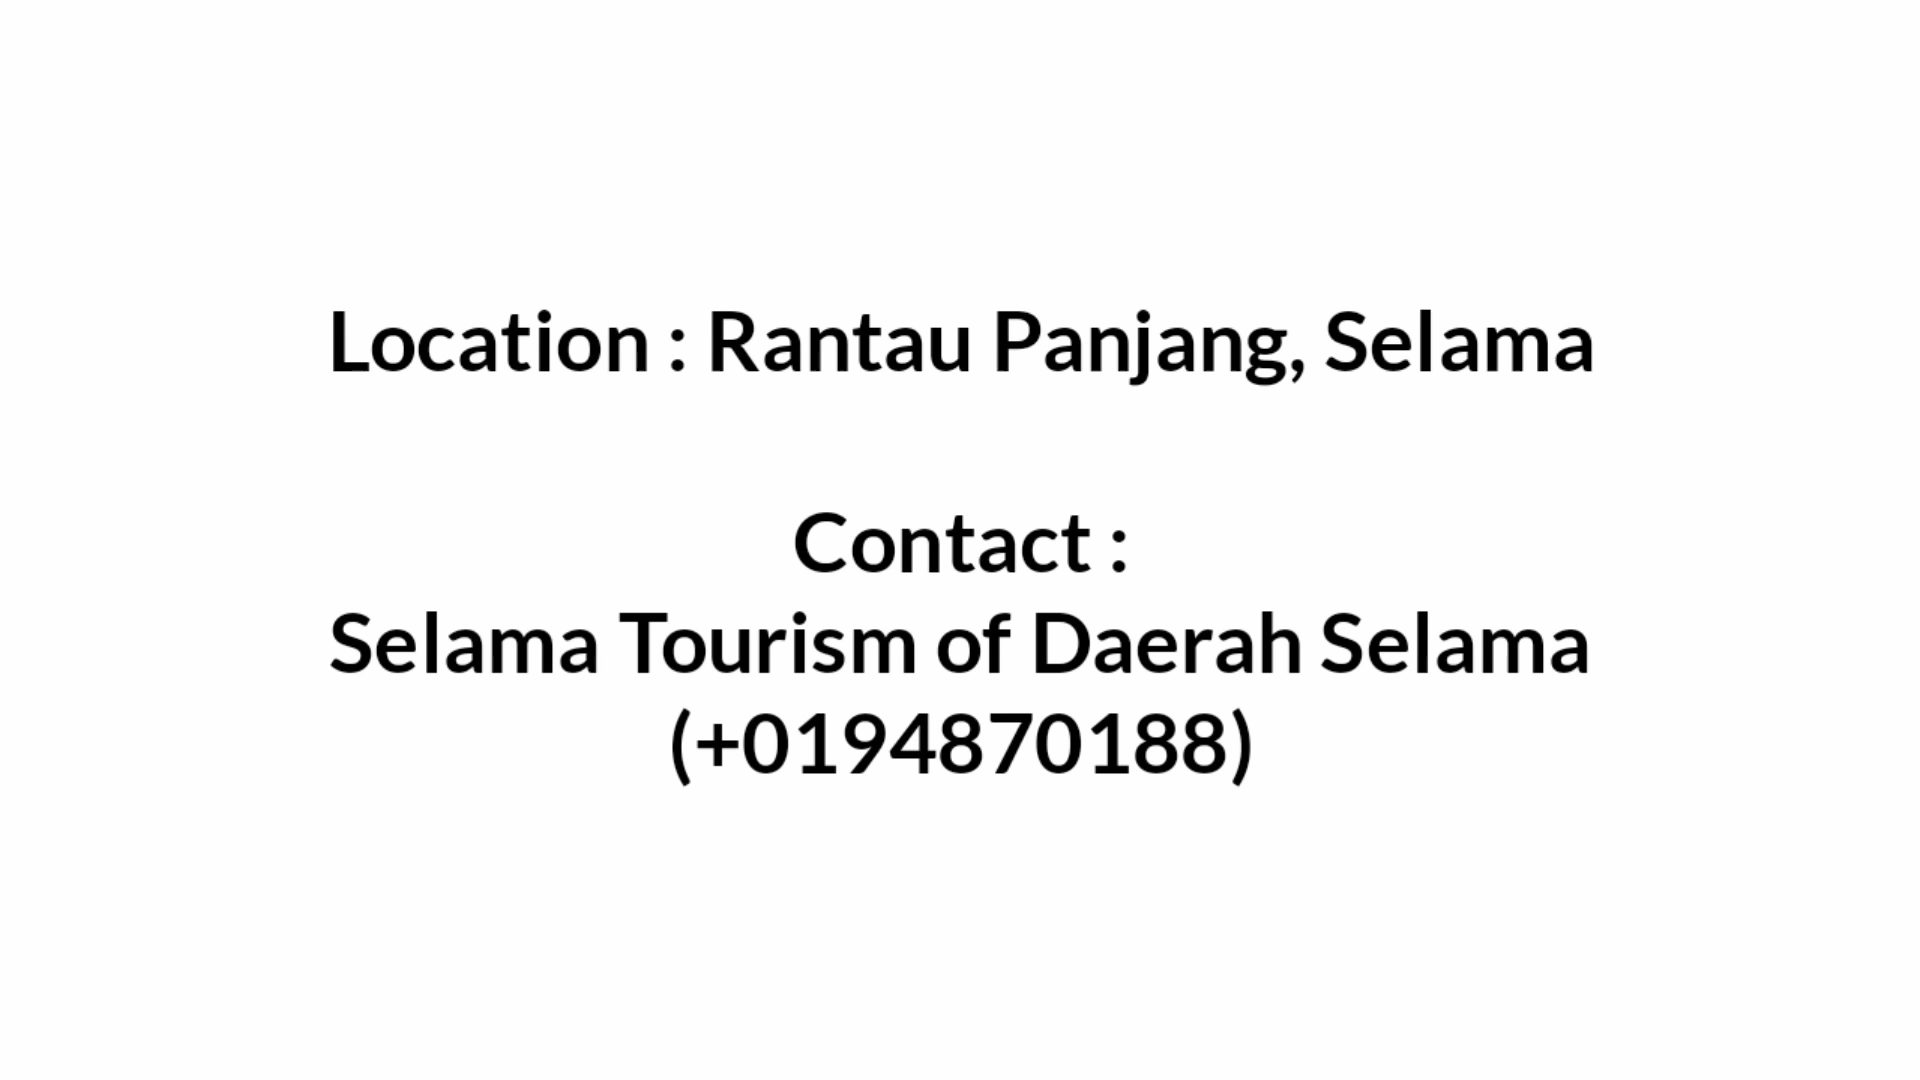 Location : Rantau Panjang, Selama
Contact :
Selama Tourism of Daerah Selama
(+0194870188)